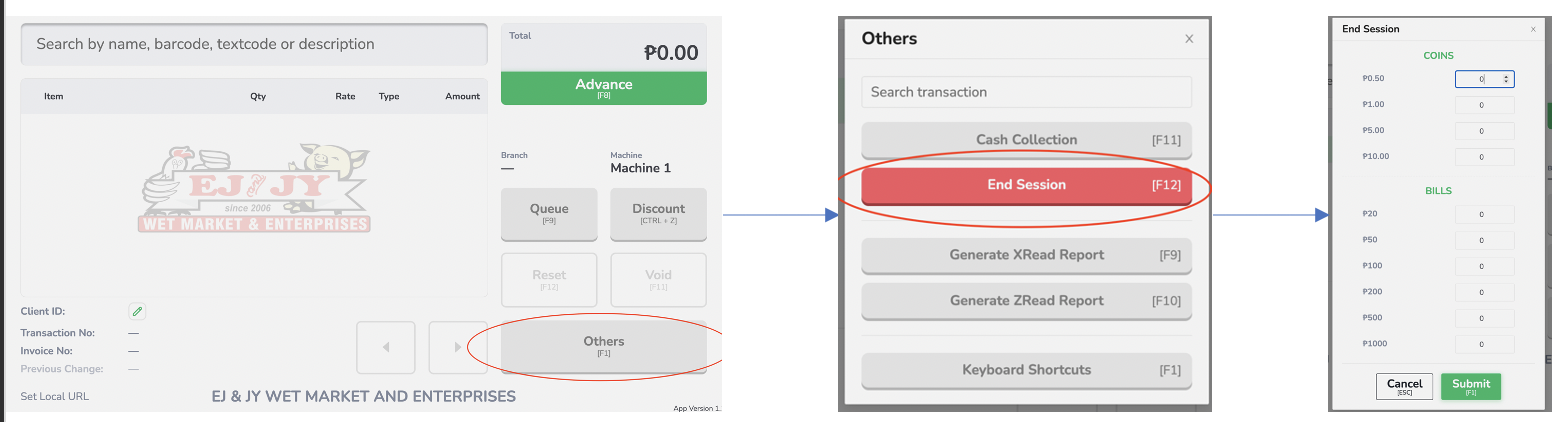 Search by name, barcode, textcode or description
Item Qty Rate Type Amount
EJ & JY
since 2006
WET MARKET & ENTERPRISES
Client ID:
Transaction No: —
Invoice No: —
Previous Change: —
Set Local URL
EJ & JY WET MARKET AND ENTERPRISES
Total
₱0.00
Advance
[F8]
Branch
—
Machine
Machine 1
Queue
[F9]
Discount
[CTRL + 2]
Reset
[F12]
Void
[F11]
Others
[F1]
App Version 1.
Others X
Search transaction
Cash Collection [F11]
End Session [F12]
Generate XRead Report [F9]
Generate ZRead Report [F10]
Keyboard Shortcuts [F1]
End Session X
COINS
₱0.50 0
₱1.00 0
₱5.00 0
₱10.00 0
BILLS
₱20 0
₱50 0
₱100 0
₱200 0
₱500 0
₱1000 0
Cancel
[ESC]
Submit
[F1]